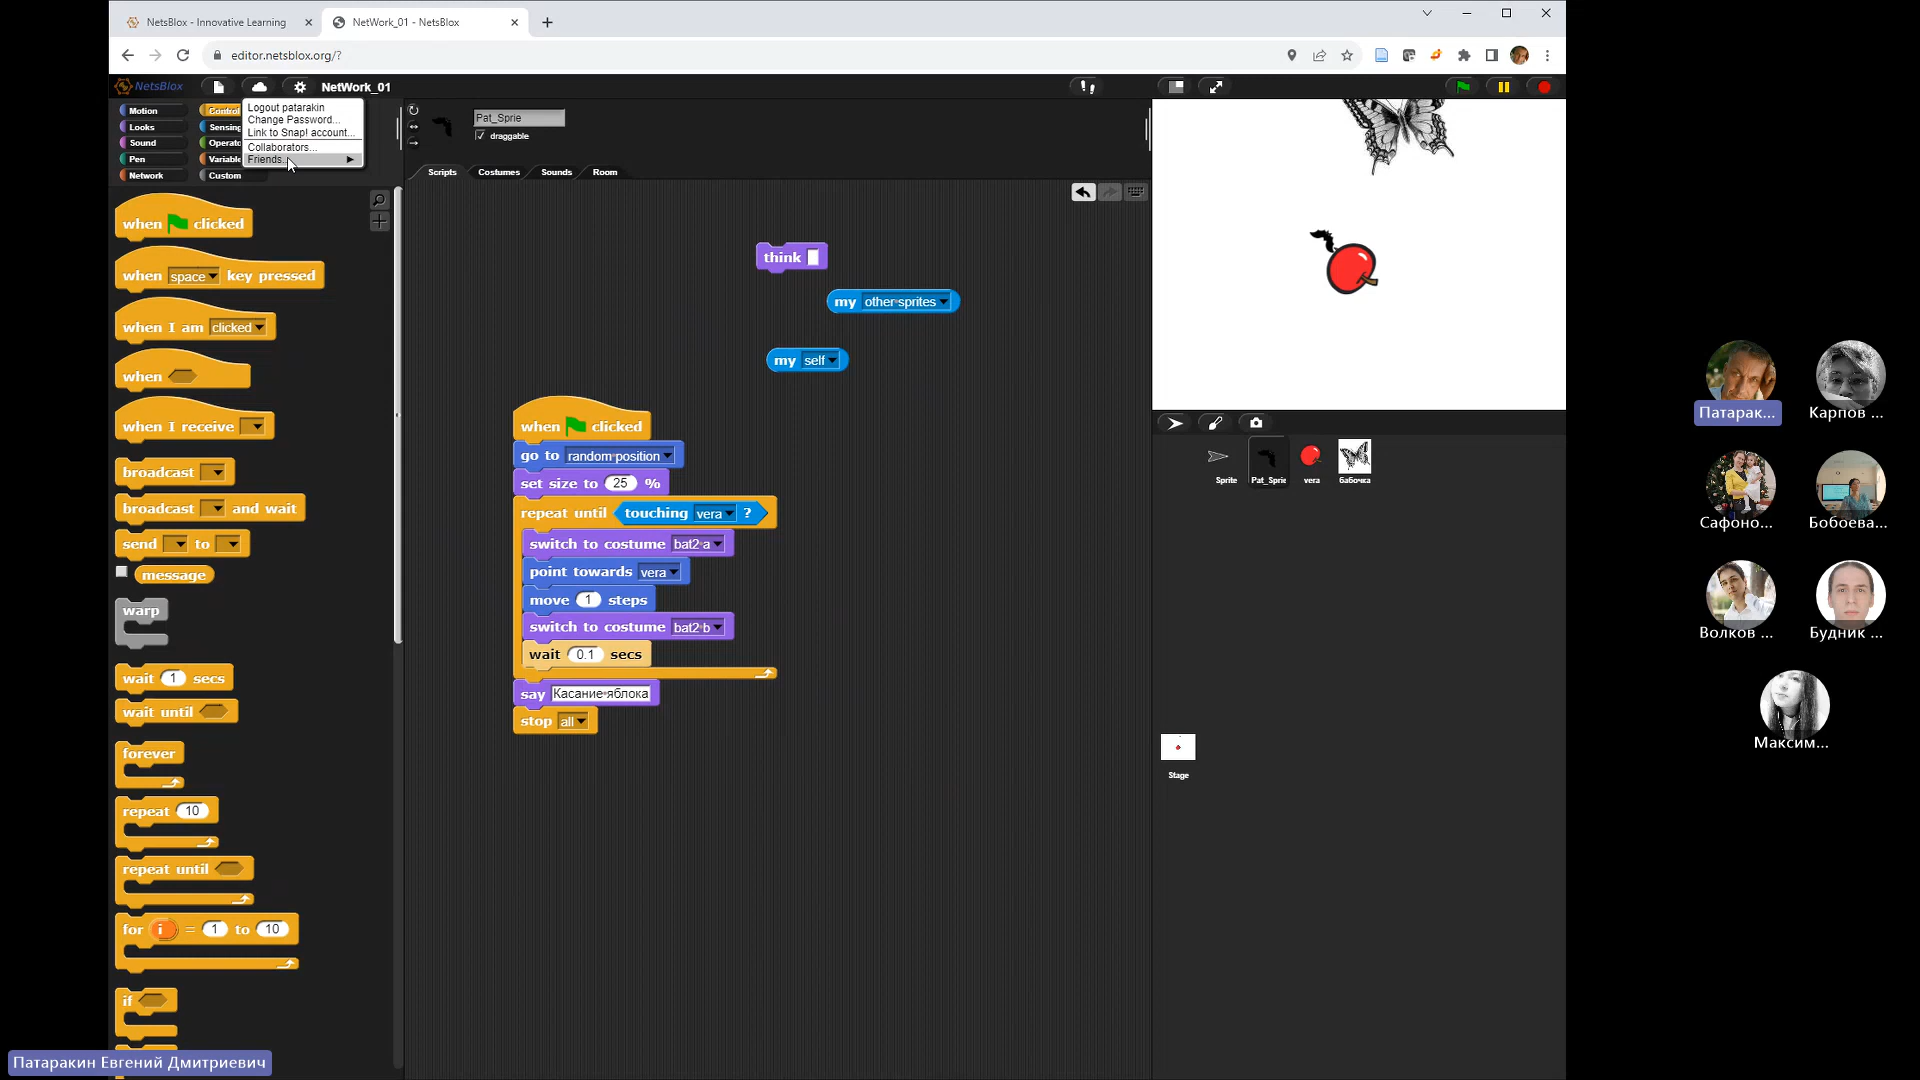 NetsBlox - Innovative Learning
NetWork_01 - NetsBlox
editor.netsblox.org/?
NetsBlox
NetWork_01
Motion
Looks
Sound
Pen
Network
Control
Sensing
Operato
Variable
Custom
Logout patarakin
Change Password...
Link to Snap! account...
Collaborators...
Friends...
Pat_Sprie
draggable
Scripts
Costumes
Sounds
Room
when clicked
when space key pressed
when I am clicked
when
when I receive
broadcast
broadcast and wait
send to
message
warp
wait 1 secs
wait until
forever
repeat 10
repeat until
for i = 1 to 10
if
think
my other sprites
my self
when clicked
go to random position
set size to 25 %
repeat until touching vera ?
switch to costume bat2-a
point towards vera
move 1 steps
switch to costume bat2-b
wait 0.1 secs
say Касание яблока
stop all
Sprite
Pat_Sprie
vera
бабочка
Stage
Патарак...
Карпов ...
Сафоно...
Бобоева...
Волков ...
Будник ...
Максим...
Патаракин Евгений Дмитриевич